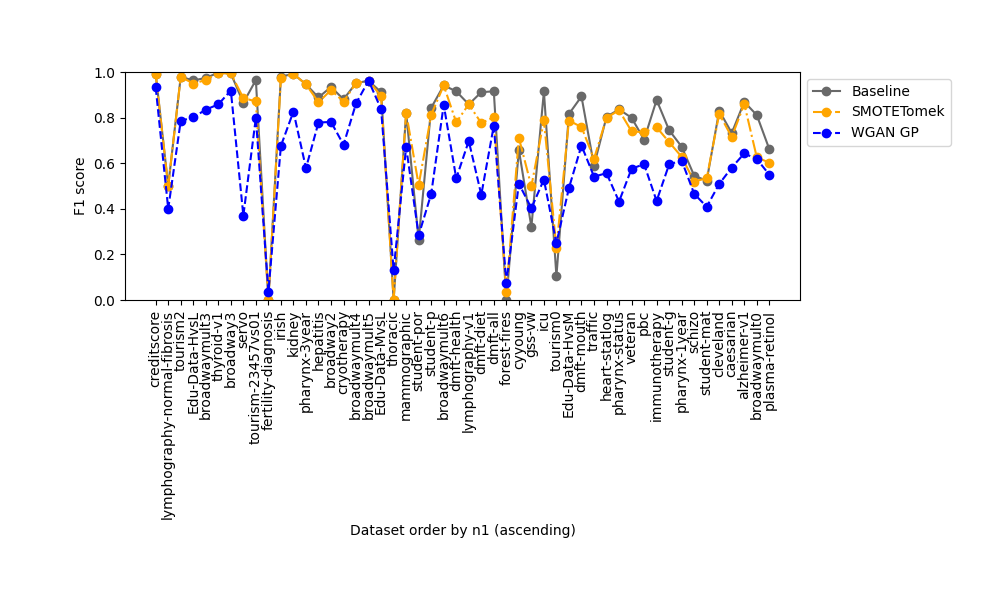 1.0
0.8
0.6
0.4
0.2
0.0
F1 score
Baseline
SMOTETomek
WGAN GP
creditscore
lymphography-normal-fibrosis
tourism2
Edu-Data-HvsL
broadwaymult3
thyroid-v1
broadway3
servo
tourism-23457vs01
fertility-diagnosis
irish
kidney
pharynx-3year
hepatitis
broadway2
cryotherapy
broadwaymult4
broadwaymult5
Edu-Data-MvsL
thoracic
mammographic
student-por
student-p
broadwaymult6
dmft-health
lymphography-v1
dmft-diet
dmft-all
forest-fires
cyyoung
gss-vw
icu
tourism0
Edu-Data-HvsM
dmft-mouth
traffic
heart-statlog
pharynx-status
veteran
pbc
immunotherapy
student-g
pharynx-1year
schizo
student-mat
cleveland
caesarian
alzheimer-v1
broadwaymult0
plasma-retinol
Dataset order by n1 (ascending)